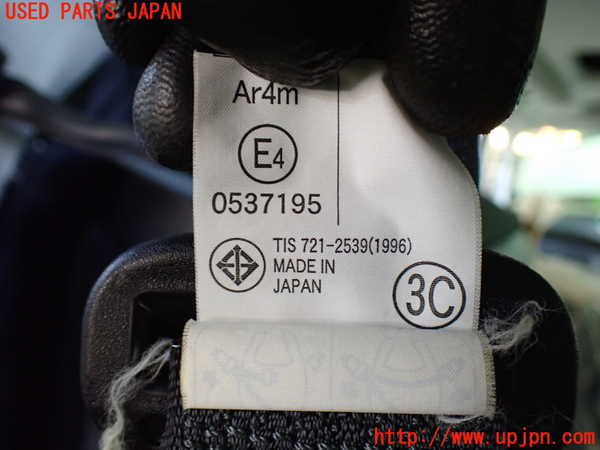 USED PARTS JAPAN
Ar4m
E4
0537195
TIS 721-2539(1996)
MADE IN
JAPAN
3C
http://www.upjpn.com/